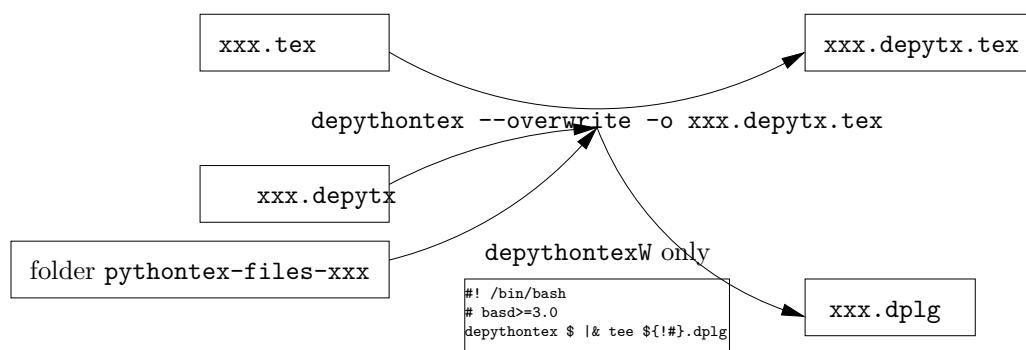 xxx.tex
xxx.depytx.tex
depythontex --overwrite -o xxx.depytx.tex
xxx.depytx
folder pythontex-files-xxx
depythontexW only
#! /bin/bash
# basd>=3.0
depythontex $ |& tee ${!#}.dplg
xxx.dplg